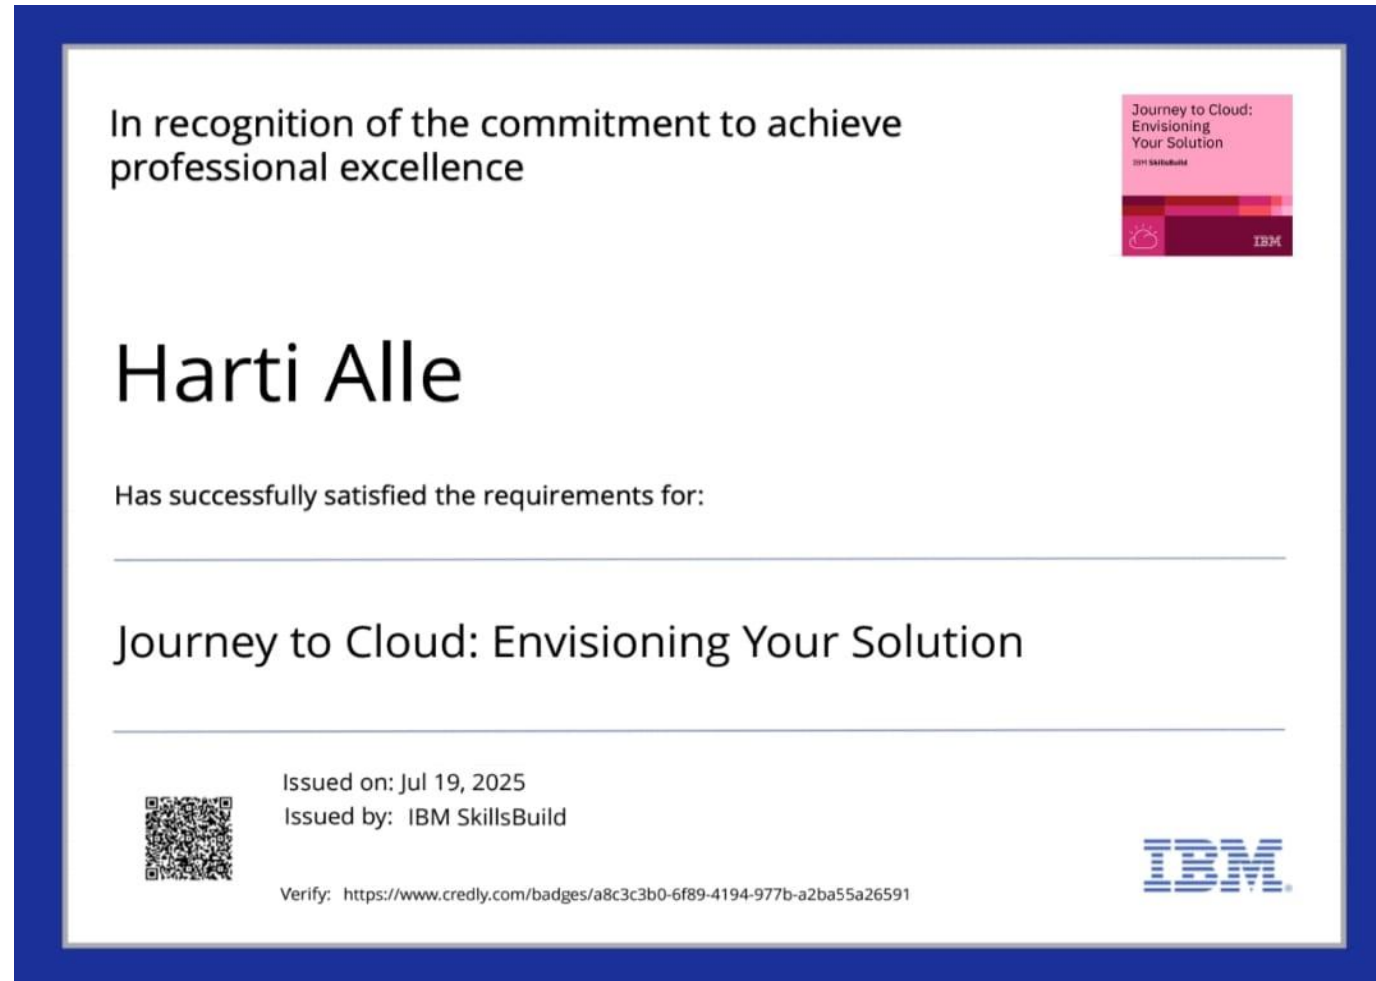 In recognition of the commitment to achieve
professional excellence
Journey to Cloud:
Envisioning
Your Solution
IBM SkillsBuild
IBM
Harti Alle
Has successfully satisfied the requirements for:
Journey to Cloud: Envisioning Your Solution
Issued on: Jul 19, 2025
Issued by: IBM SkillsBuild
IBM
Verify: https://www.credly.com/badges/a8c3c3b0-6f89-4194-977b-a2ba55a26591